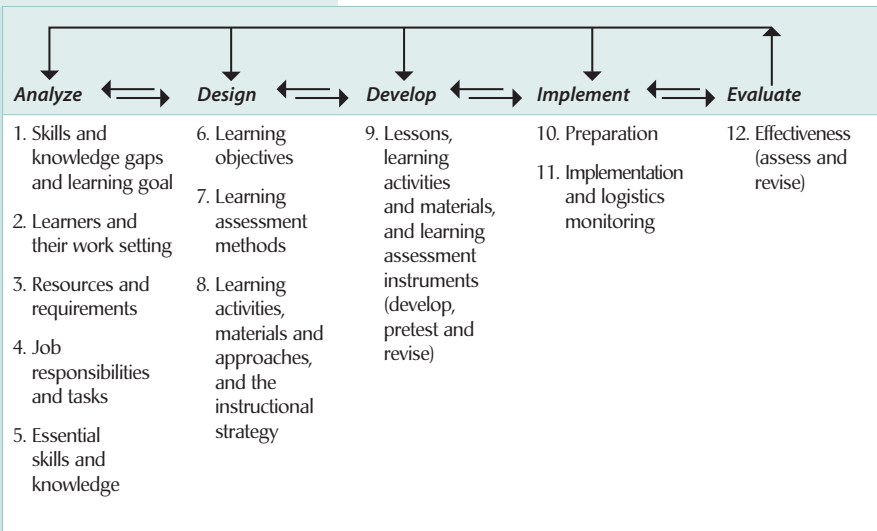 Analyze Design Develop Implement Evaluate
1. Skills and
knowledge gaps
and learning goal
2. Learners and
their work setting
3. Resources and
requirements
4. Job
responsibilities
and tasks
5. Essential
skills and
knowledge
6. Learning
objectives
7. Learning
assessment
methods
8. Learning
activities,
materials and
approaches,
and the
instructional
strategy
9. Lessons,
learning
activities
and materials,
and learning
assessment
instruments
(develop,
pretest and
revise)
10. Preparation
11. Implementation
and logistics
monitoring
12. Effectiveness
(assess and
revise)